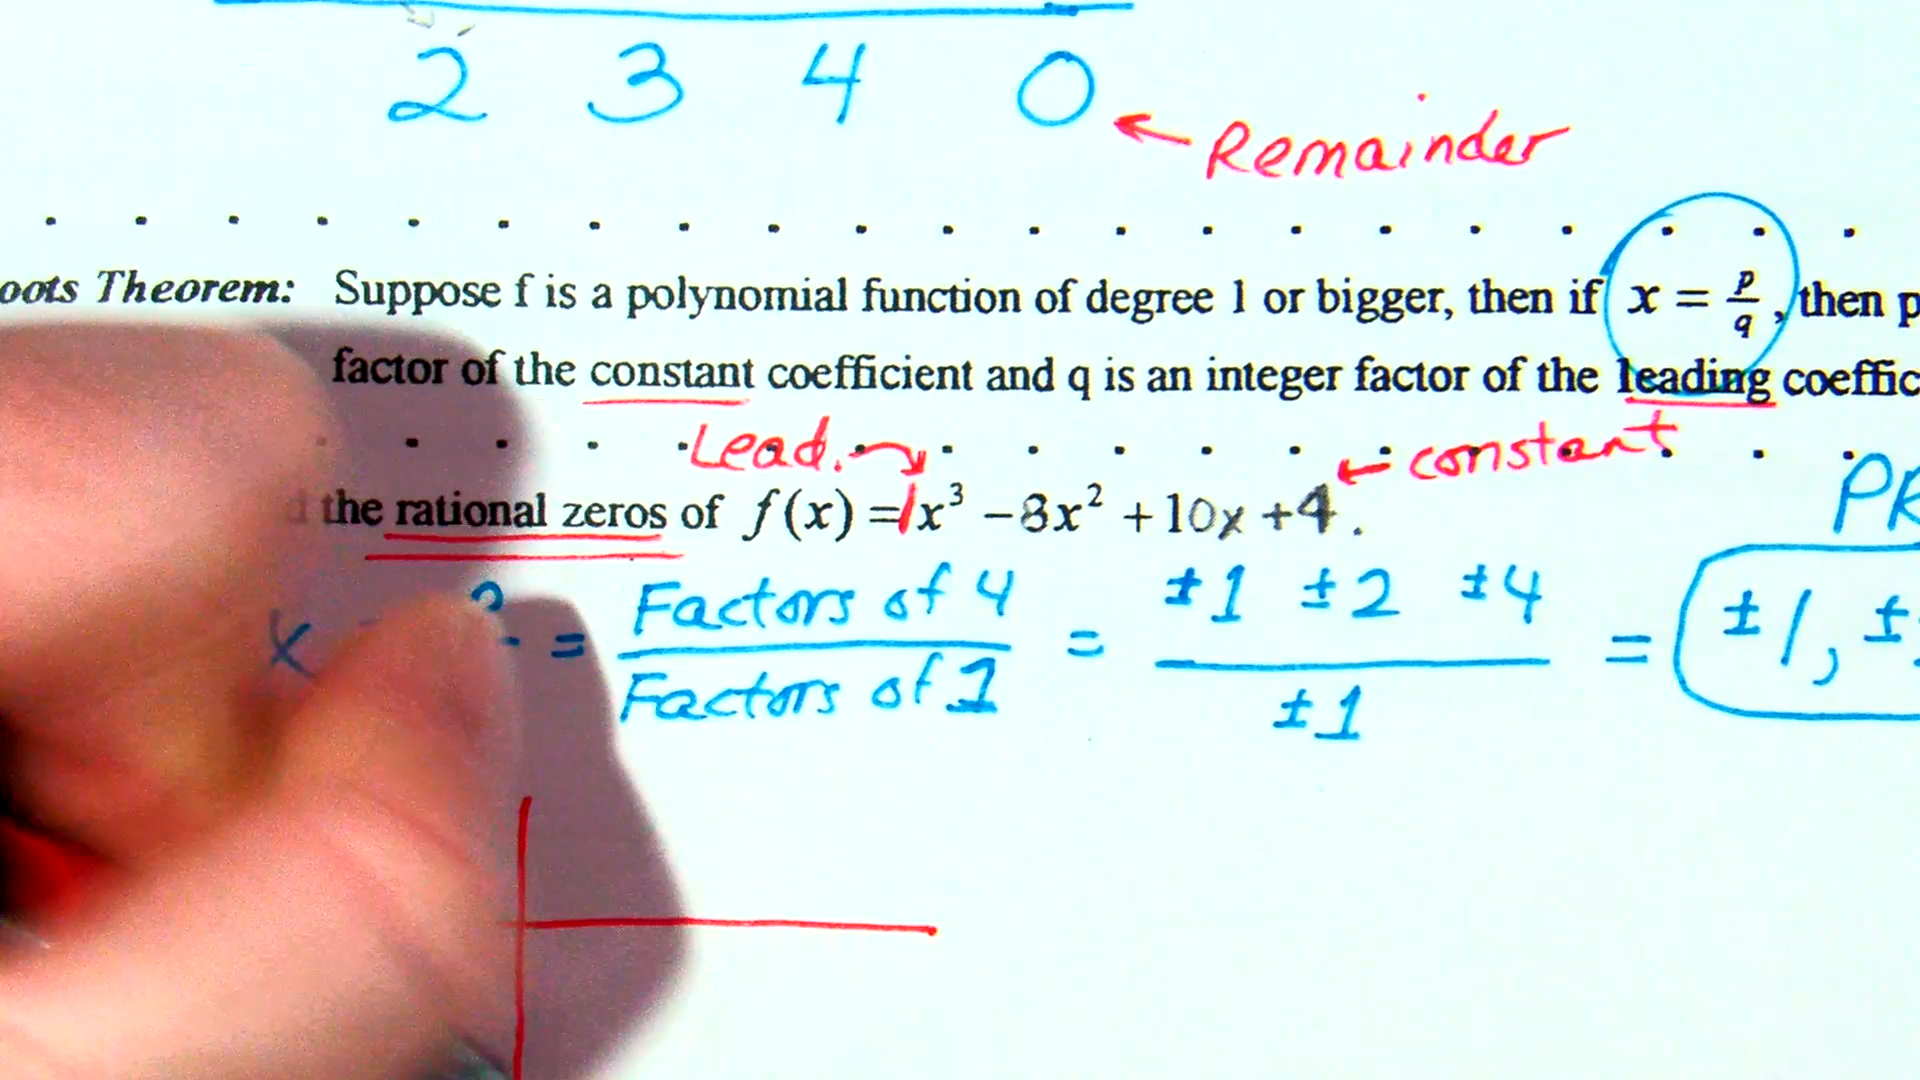 2 3 4 0 ← Remainder
oots Theorem: Suppose f is a polynomial function of degree 1 or bigger, then if x = p/q, then p
factor of the constant coefficient and q is an integer factor of the leading coeffic
Lead. constant
the rational zeros of f(x) = 1x³ − 8x² + 10x + 4.
PR
x = Factors of 4 / Factors of 1 = ±1 ±2 ±4 / ±1 = ±1, ±